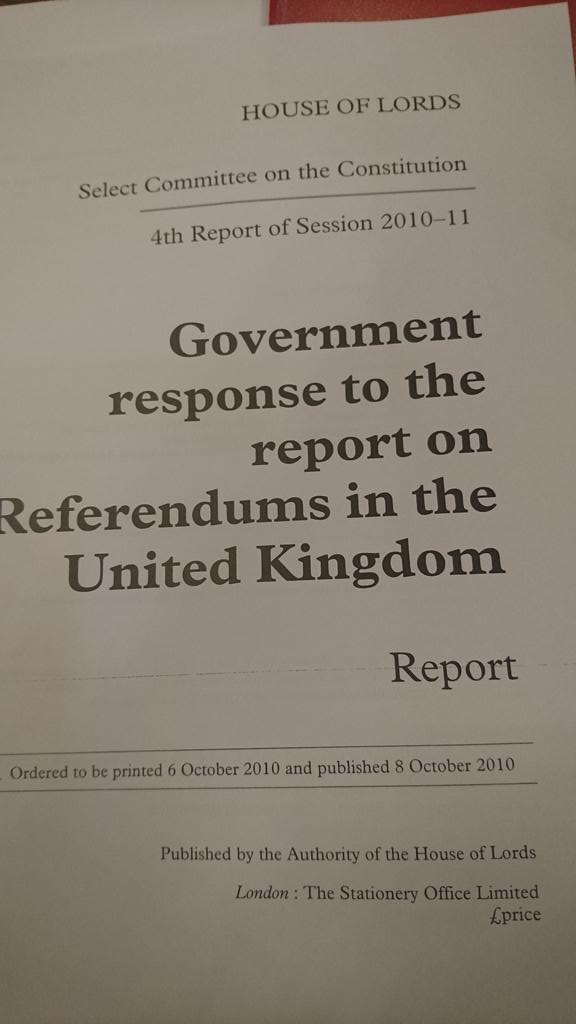 HOUSE OF LORDS
Select Committee on the Constitution
4th Report of Session 2010–11
Government
response to the
report on
Referendums in the
United Kingdom
Report
Ordered to be printed 6 October 2010 and published 8 October 2010
Published by the Authority of the House of Lords
London : The Stationery Office Limited
£price